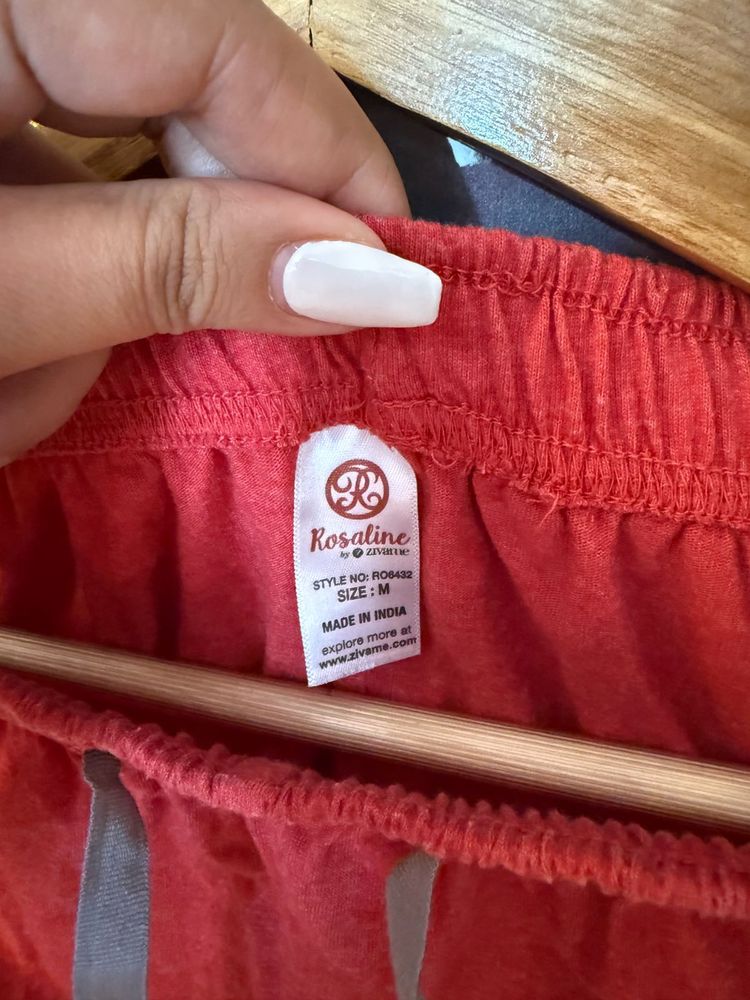 R
Rosaline
by zivame
STYLE NO: RO6432
SIZE : M
MADE IN INDIA
explore more at
www.zivame.com